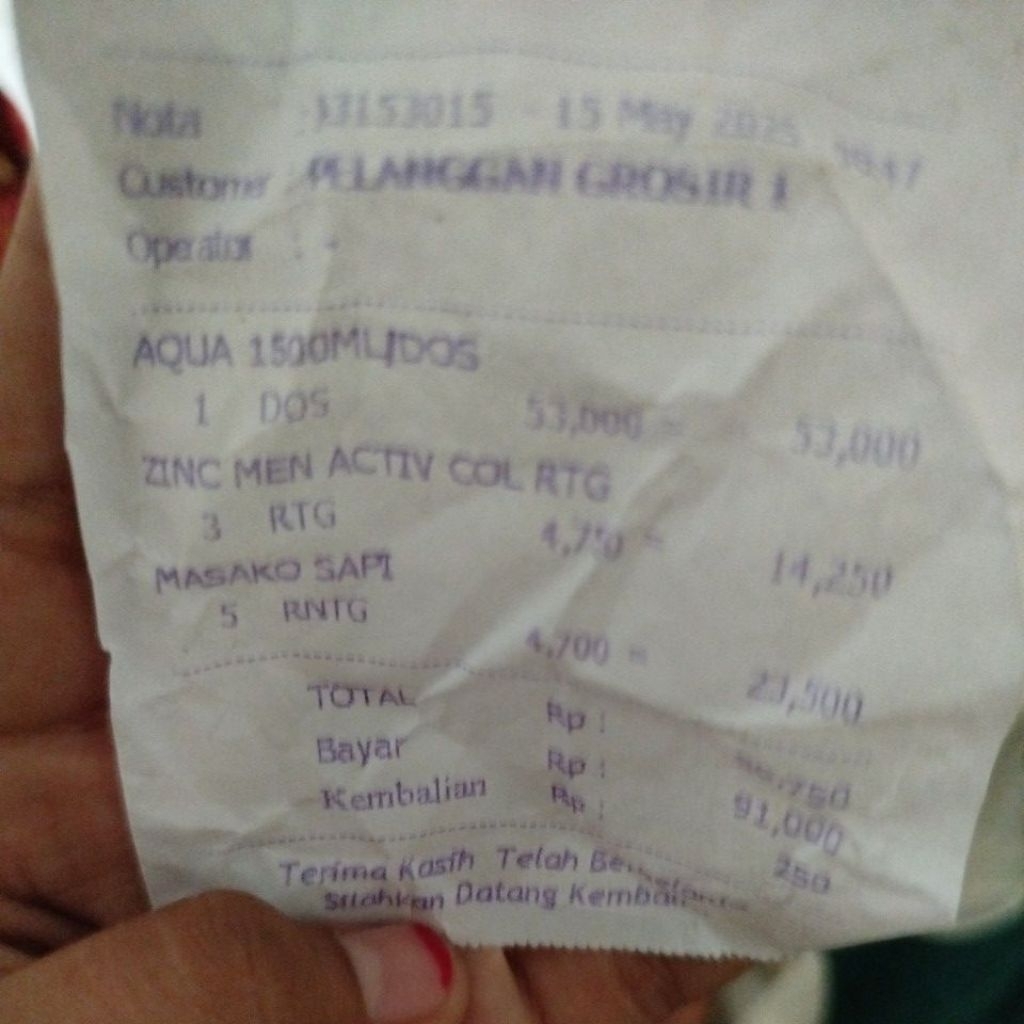 Nota : 33153015 - 15 May 2025
Customer PELANGGAN GROSIR 1
Operator : -
AQUA 1500ML/DOS
1 DOS 53,000 = 53,000
ZINC MEN ACTIV COL RTG
3 RTG 4,750 = 14,250
MASAKO SAPI
5 RNTG 4,700 = 23,500
TOTAL Rp : 90,750
Bayar Rp : 91,000
Kembalian Rp : 250
Terima Kasih Telah
Silahkan Datang Kembali